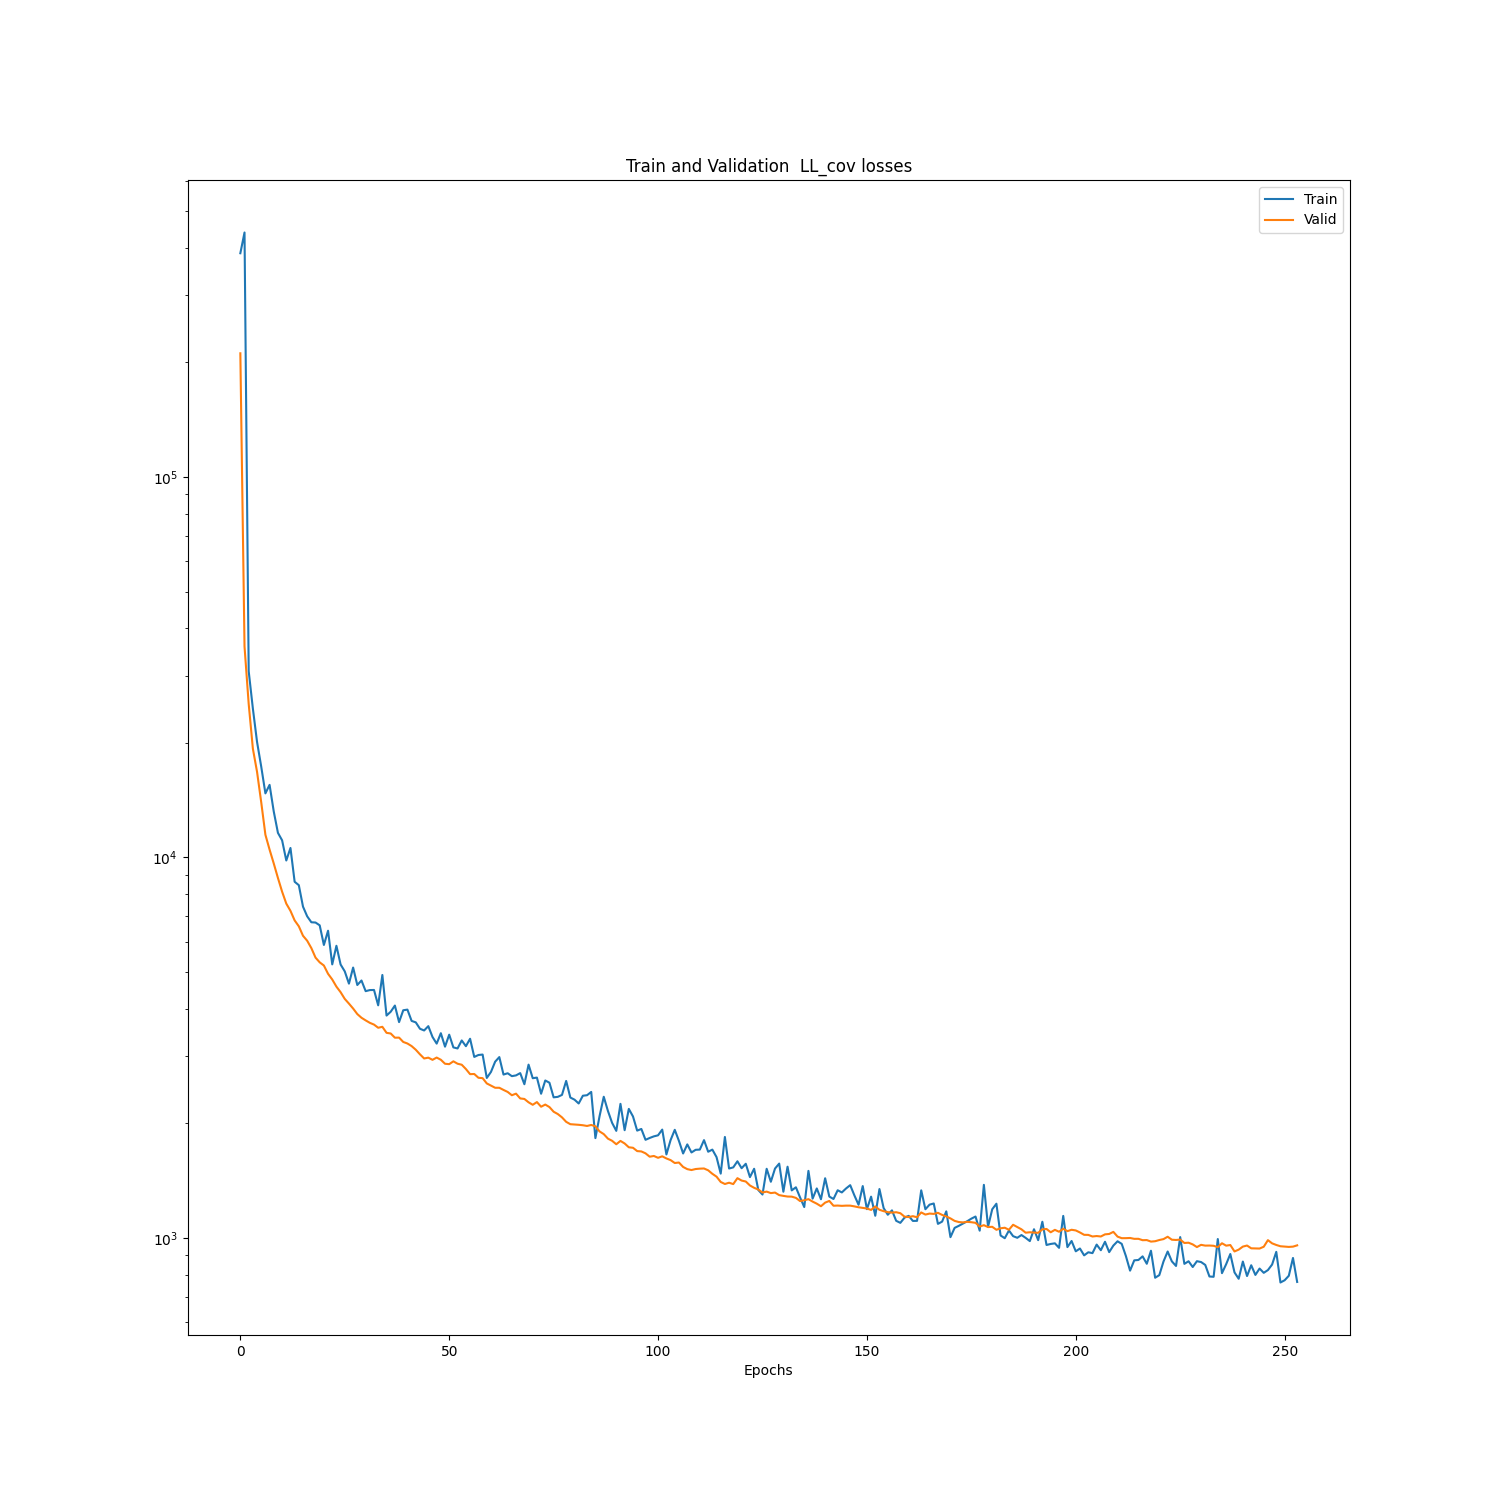 Train and Validation  LL_cov losses
Train
Valid
10^5
10^4
10^3
0 50 100 150 200 250
Epochs